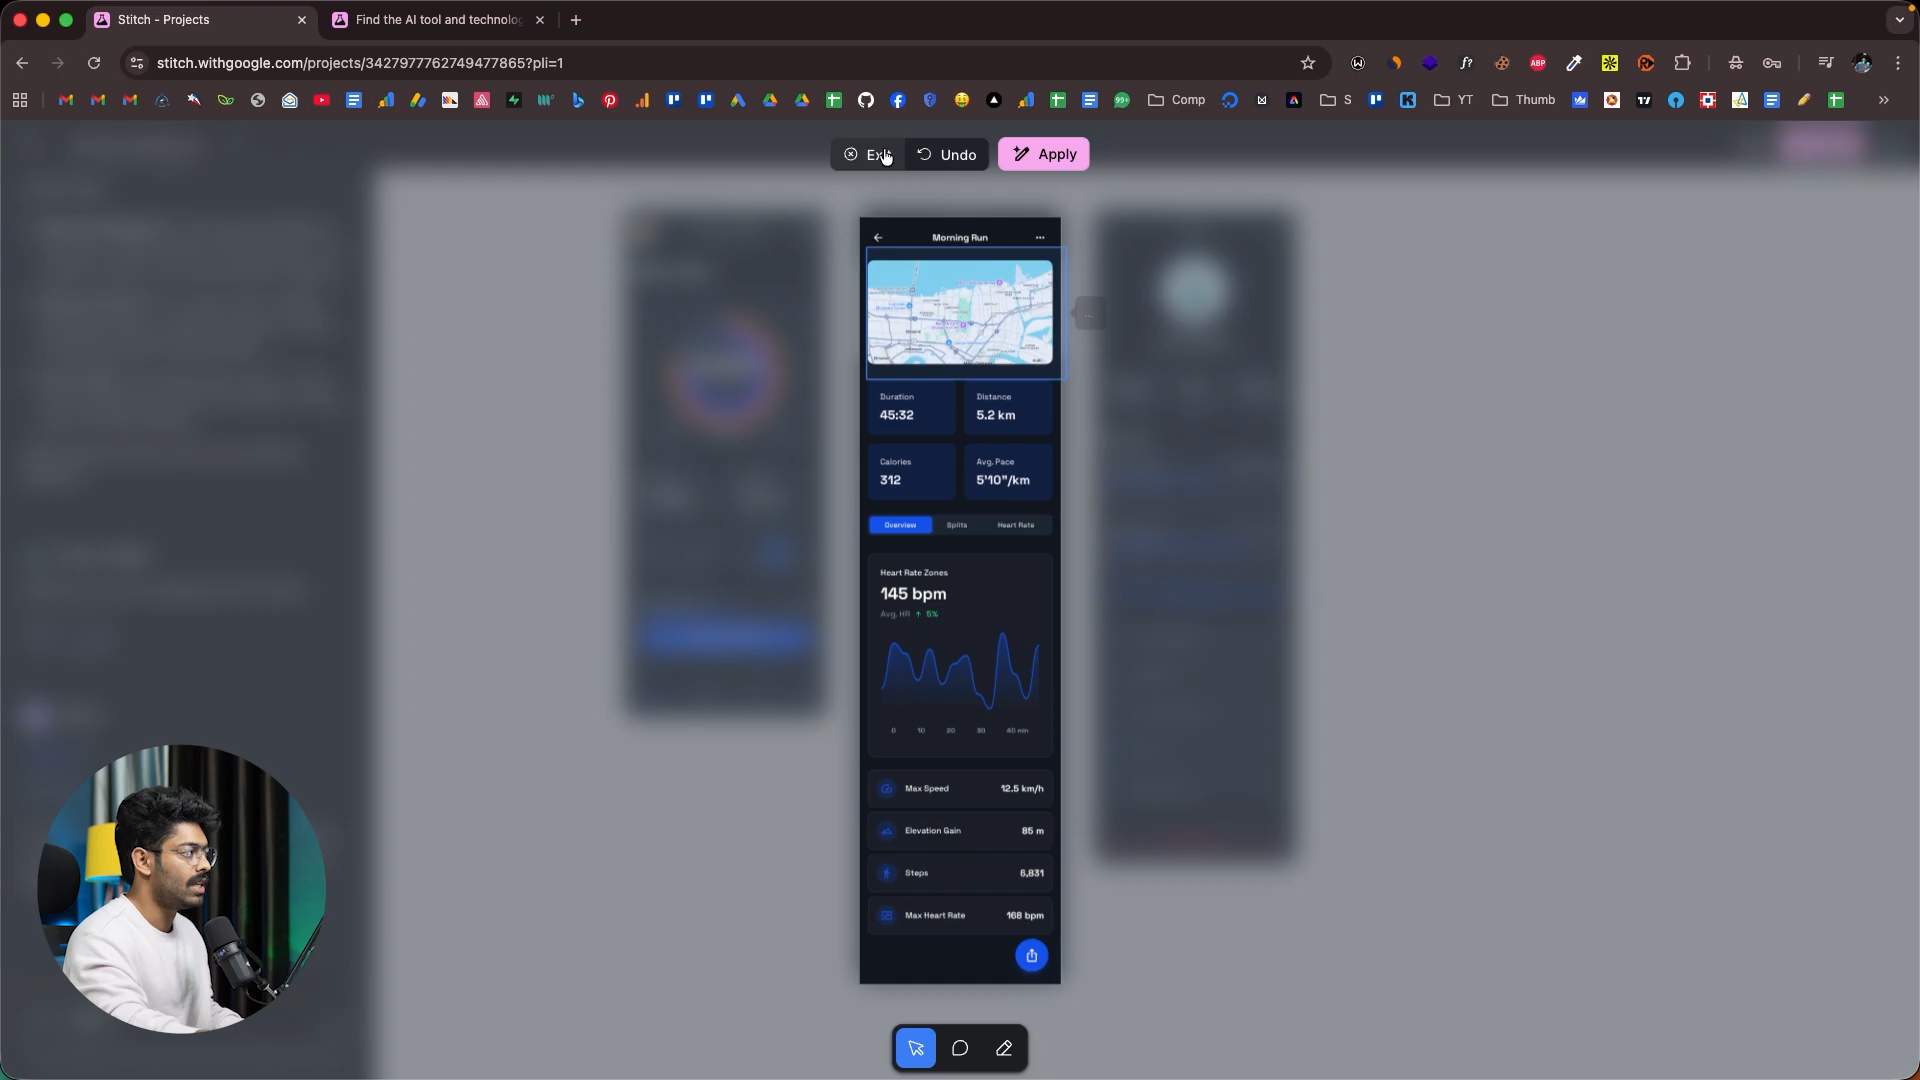 Stitch - Projects
Find the AI tool and technolo
stitch.withgoogle.com/projects/3427977762749477865?pli=1
Comp
S
YT
Thumb
Exit
Undo
Apply
Morning Run
Duration
Distance
45:32
5.2 km
Calories
Avg. Pace
312
5'10"/km
Overview
Splits
Heart Rate
Heart Rate Zones
145 bpm
Avg. HR ↑ 5%
0 10 20 30 40 min
Max Speed
12.5 km/h
Elevation Gain
85 m
Steps
6,831
Max Heart Rate
168 bpm